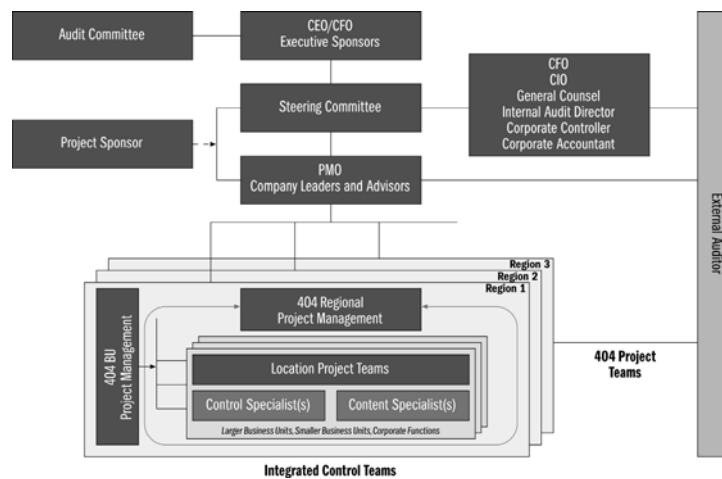 Audit Committee
CEO/CFO
Executive Sponsors
Steering Committee
CFO
CIO
General Counsel
Internal Audit Director
Corporate Controller
Corporate Accountant
Project Sponsor
PMO
Company Leaders and Advisors
External Auditor
Region 3
Region 2
Region 1
404 BU
Project Management
404 Regional
Project Management
Location Project Teams
Control Specialist(s)
Content Specialist(s)
Larger Business Units, Smaller Business Units, Corporate Functions
404 Project
Teams
Integrated Control Teams